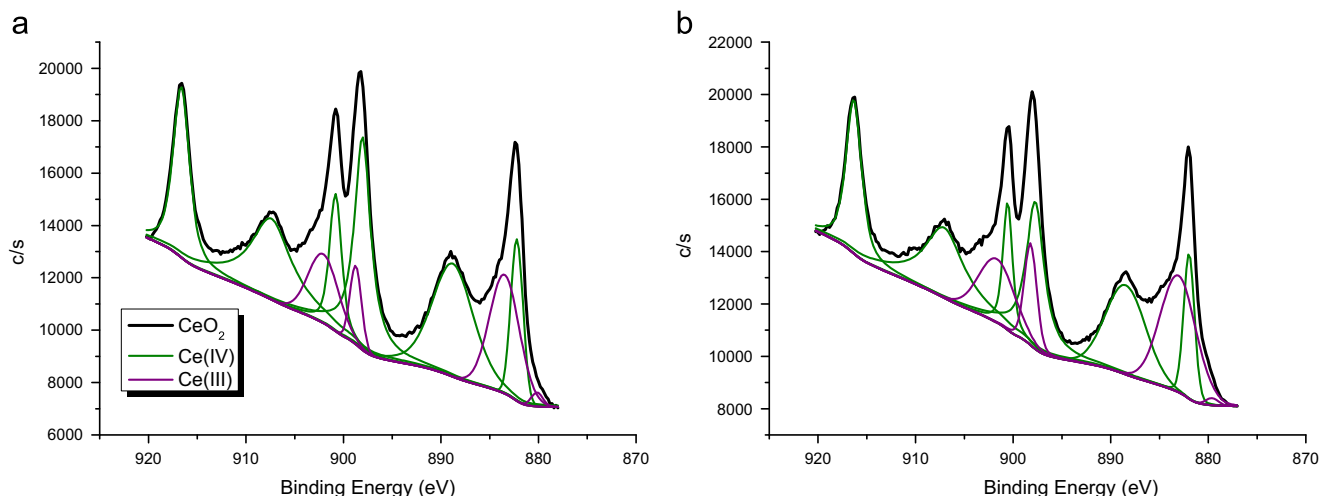 a
20000
18000
16000
14000
12000
10000
8000
6000
c/s
CeO₂
Ce(IV)
Ce(III)
920 910 900 890 880 870
Binding Energy (eV)
b
22000
20000
18000
16000
14000
12000
10000
8000
c/s
920 910 900 890 880 870
Binding Energy (eV)